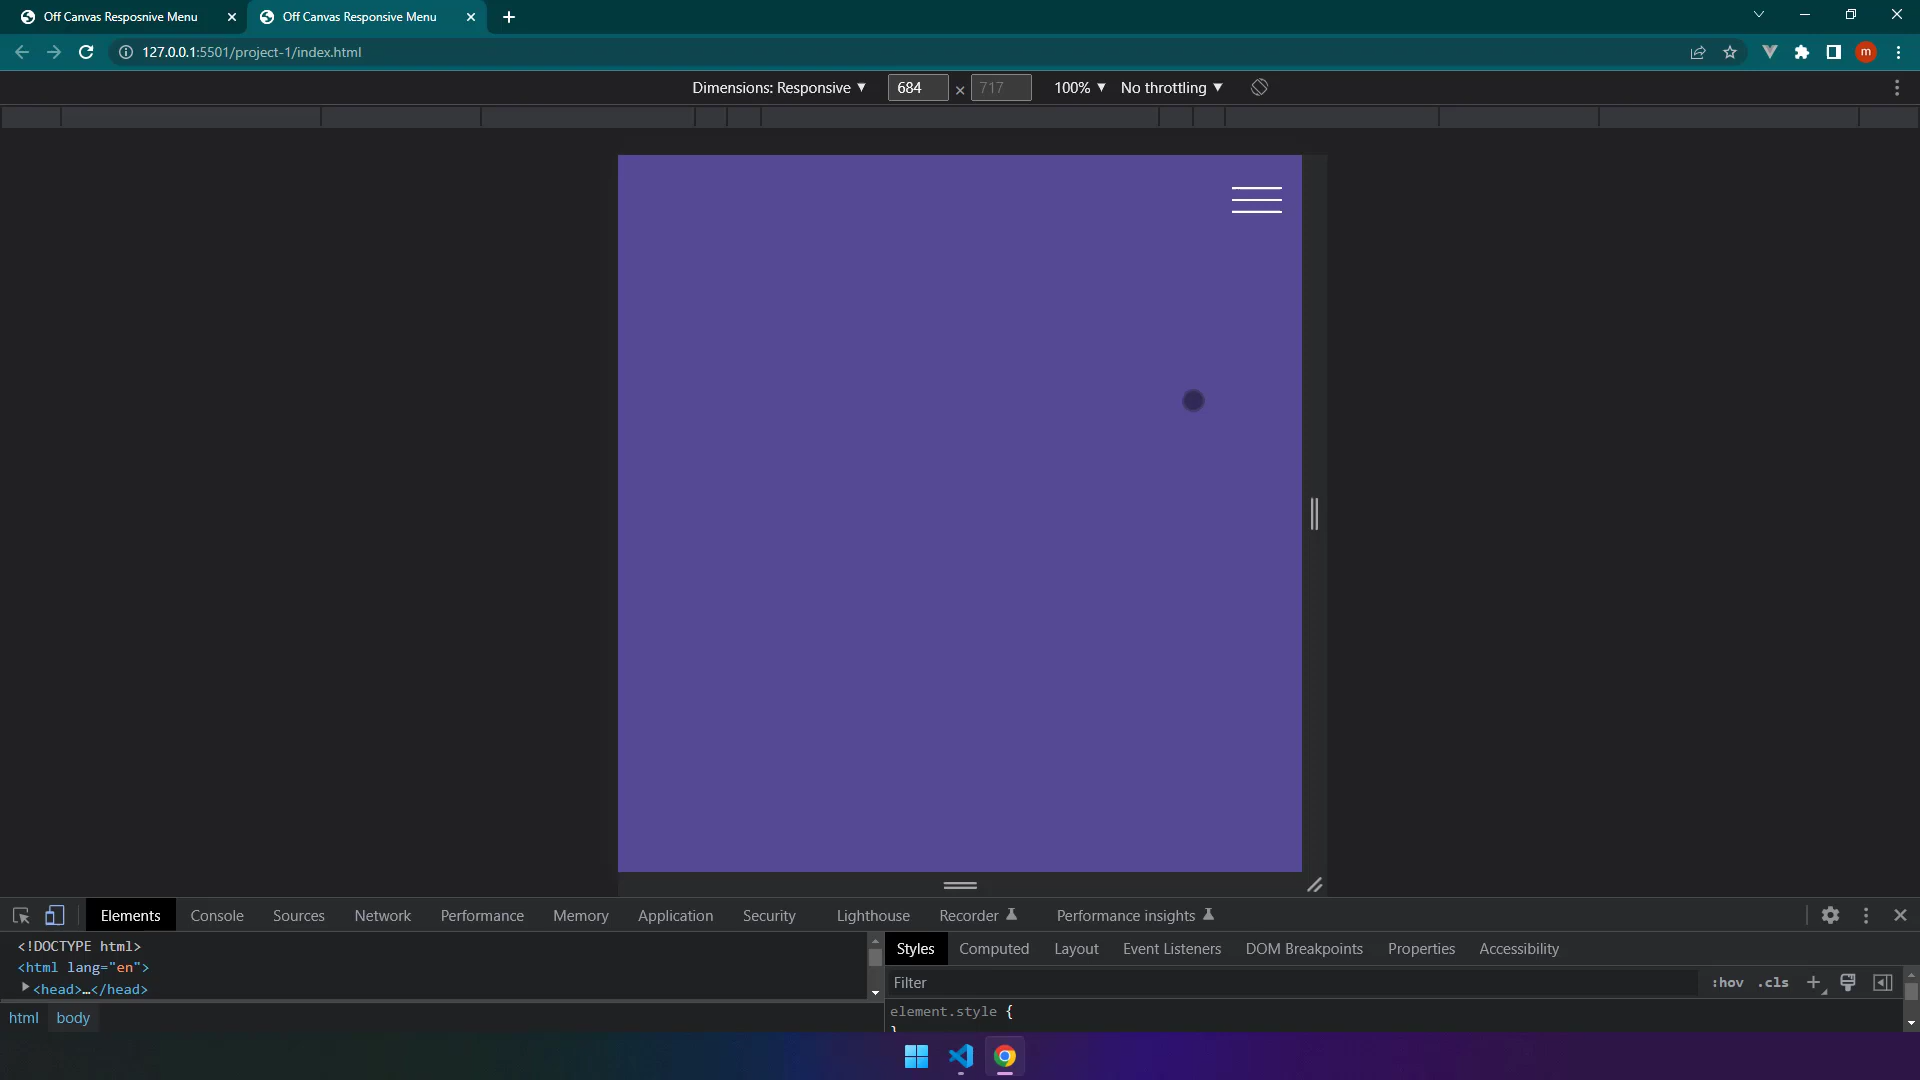 Off Canvas Resposnive Menu
Off Canvas Responsive Menu
127.0.0.1:5501/project-1/index.html
m
Dimensions: Responsive 684 × 717 100% No throttling
Elements Console Sources Network Performance Memory Application Security Lighthouse Recorder Performance insights
<!DOCTYPE html>
<html lang="en">
<head>…</head>
html body
Styles Computed Layout Event Listeners DOM Breakpoints Properties Accessibility
Filter :hov .cls
element.style {
}